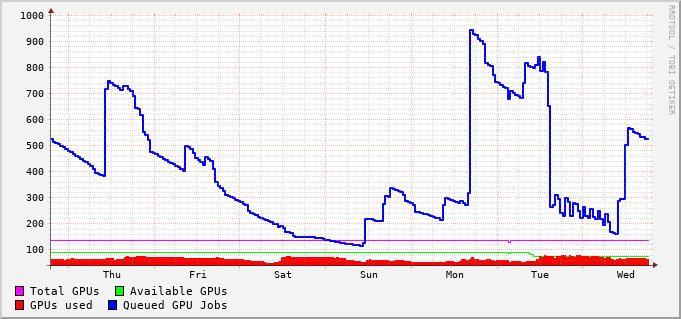 1000
900
800
700
600
500
400
300
200
100
Thu Fri Sat Sun Mon Tue Wed
Total GPUs Available GPUs
GPUs used Queued GPU Jobs
RRDTOOL / TOBI OETIKER